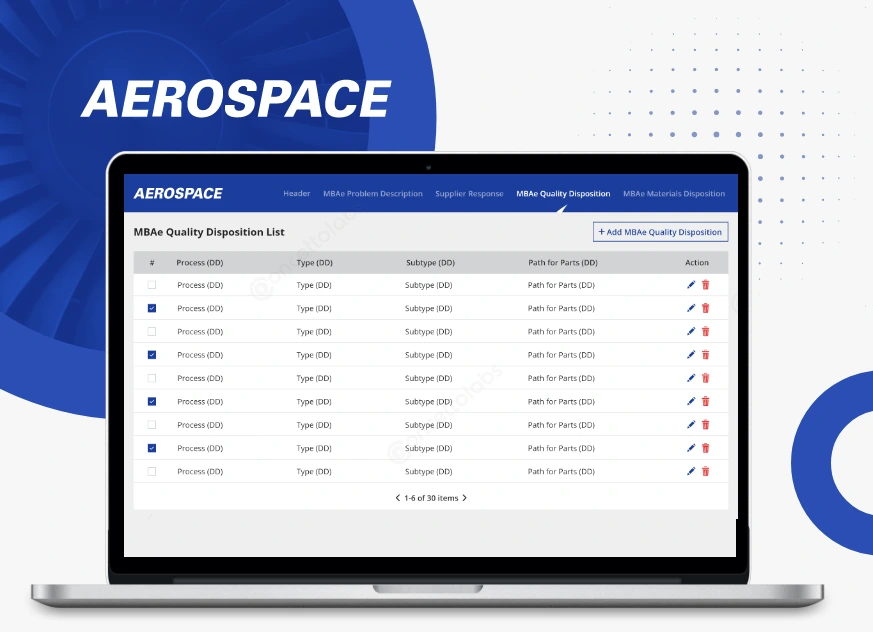 AEROSPACE
AEROSPACE Header MBAe Problem Description Supplier Response MBAe Quality Disposition MBAe Materials Disposition
MBAe Quality Disposition List + Add MBAe Quality Disposition
# Process (DD) Type (DD) Subtype (DD) Path for Parts (DD) Action
Process (DD) Type (DD) Subtype (DD) Path for Parts (DD)
Process (DD) Type (DD) Subtype (DD) Path for Parts (DD)
Process (DD) Type (DD) Subtype (DD) Path for Parts (DD)
Process (DD) Type (DD) Subtype (DD) Path for Parts (DD)
Process (DD) Type (DD) Subtype (DD) Path for Parts (DD)
Process (DD) Type (DD) Subtype (DD) Path for Parts (DD)
Process (DD) Type (DD) Subtype (DD) Path for Parts (DD)
Process (DD) Type (DD) Subtype (DD) Path for Parts (DD)
Process (DD) Type (DD) Subtype (DD) Path for Parts (DD)
1-6 of 30 items